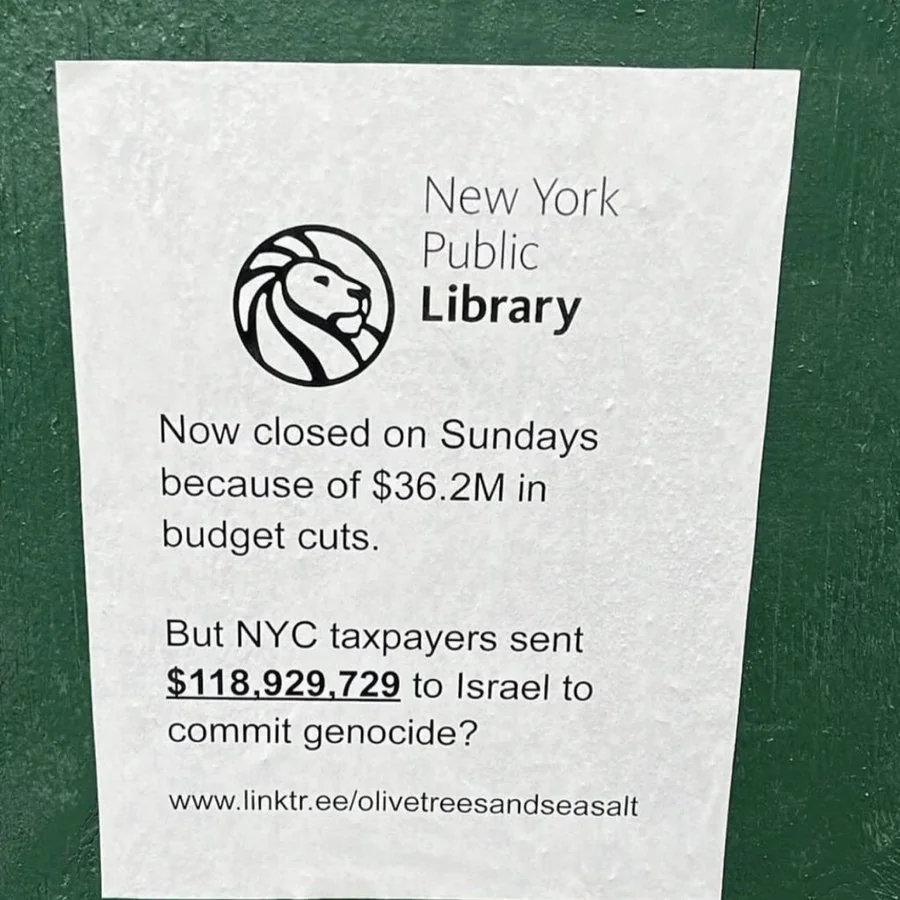 New York
Public
Library
Now closed on Sundays
because of $36.2M in
budget cuts.
But NYC taxpayers sent
$118,929,729 to Israel to
commit genocide?
www.linktr.ee/olivetreesandseasalt